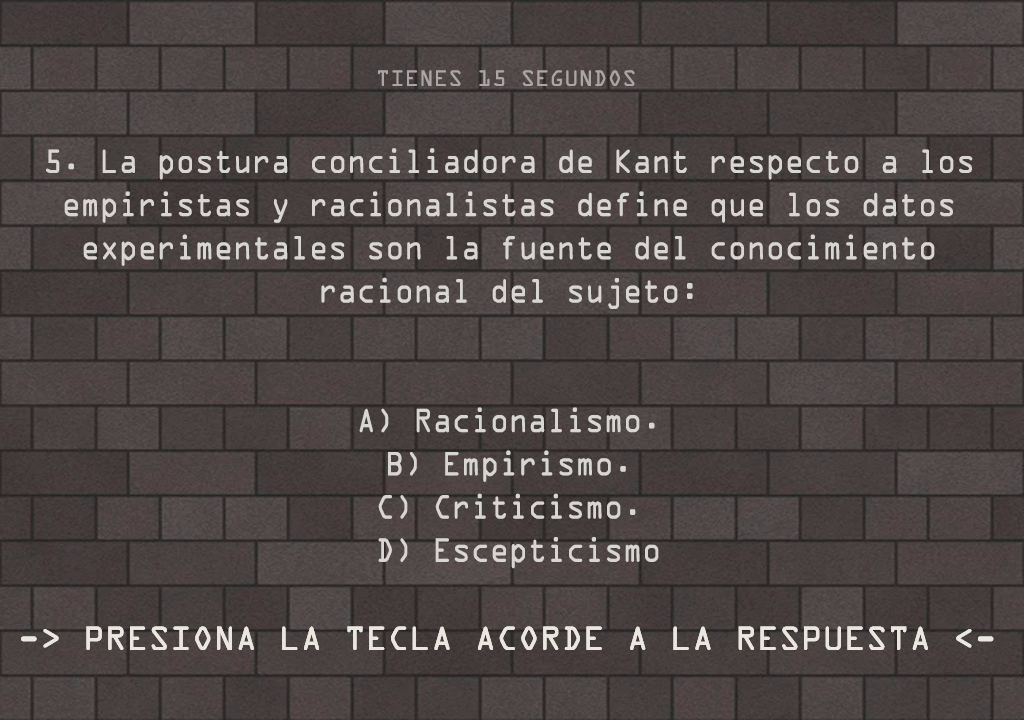 TIENES 15 SEGUNDOS
5. La postura conciliadora de Kant respecto a los
empiristas y racionalistas define que los datos
experimentales son la fuente del conocimiento
racional del sujeto:
A) Racionalismo.
B) Empirismo.
C) Criticismo.
D) Escepticismo
-> PRESIONA LA TECLA ACORDE A LA RESPUESTA <-